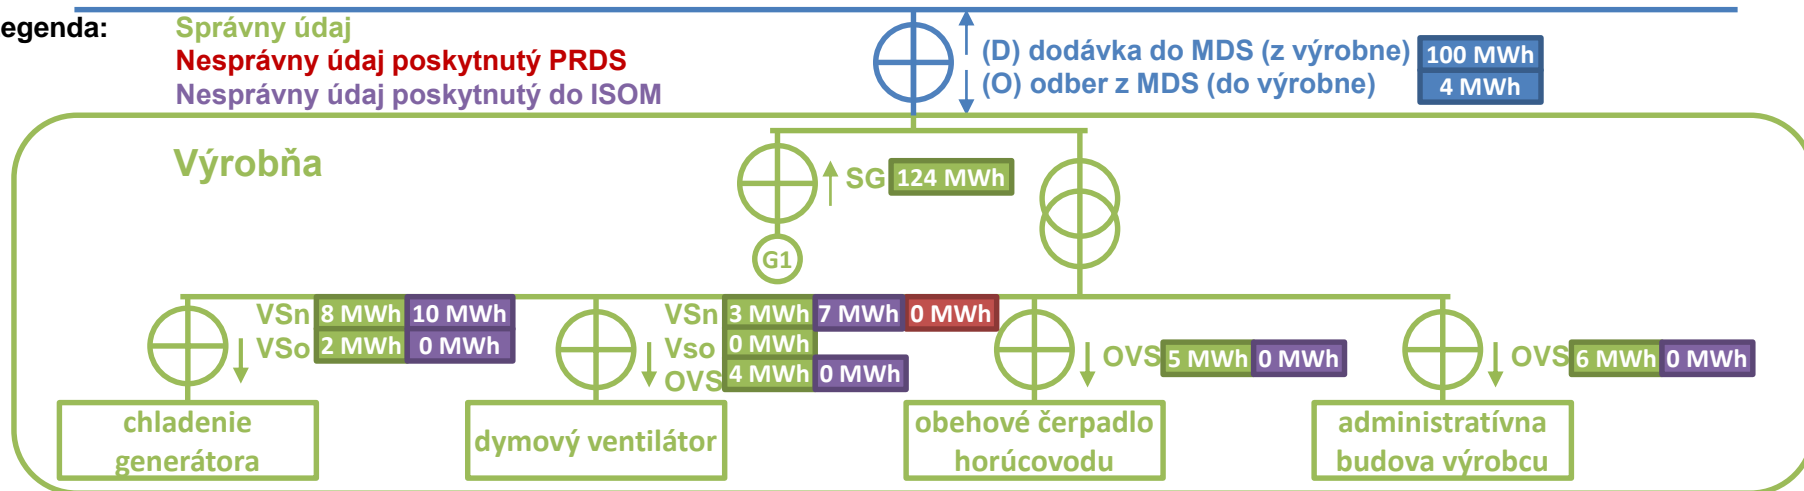 egenda: Správny údaj
Nesprávny údaj poskytnutý PRDS
Nesprávny údaj poskytnutý do ISOM
(D) dodávka do MDS (z výrobne) 100 MWh
(O) odber z MDS (do výrobne) 4 MWh
Výrobňa
SG 124 MWh
G1
VSn 8 MWh 10 MWh
VSo 2 MWh 0 MWh
VSn 3 MWh 7 MWh 0 MWh
Vso 0 MWh
OVS 4 MWh 0 MWh
OVS 5 MWh 0 MWh
OVS 6 MWh 0 MWh
chladenie
generátora
dymový ventilátor
obehové čerpadlo
horúcovodu
administratívna
budova výrobcu